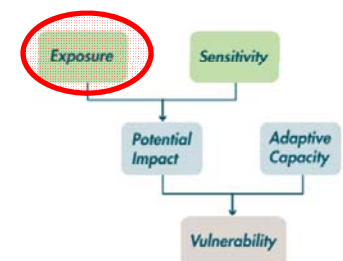 Exposure
Sensitivity
Potential
Impact
Adaptive
Capacity
Vulnerability